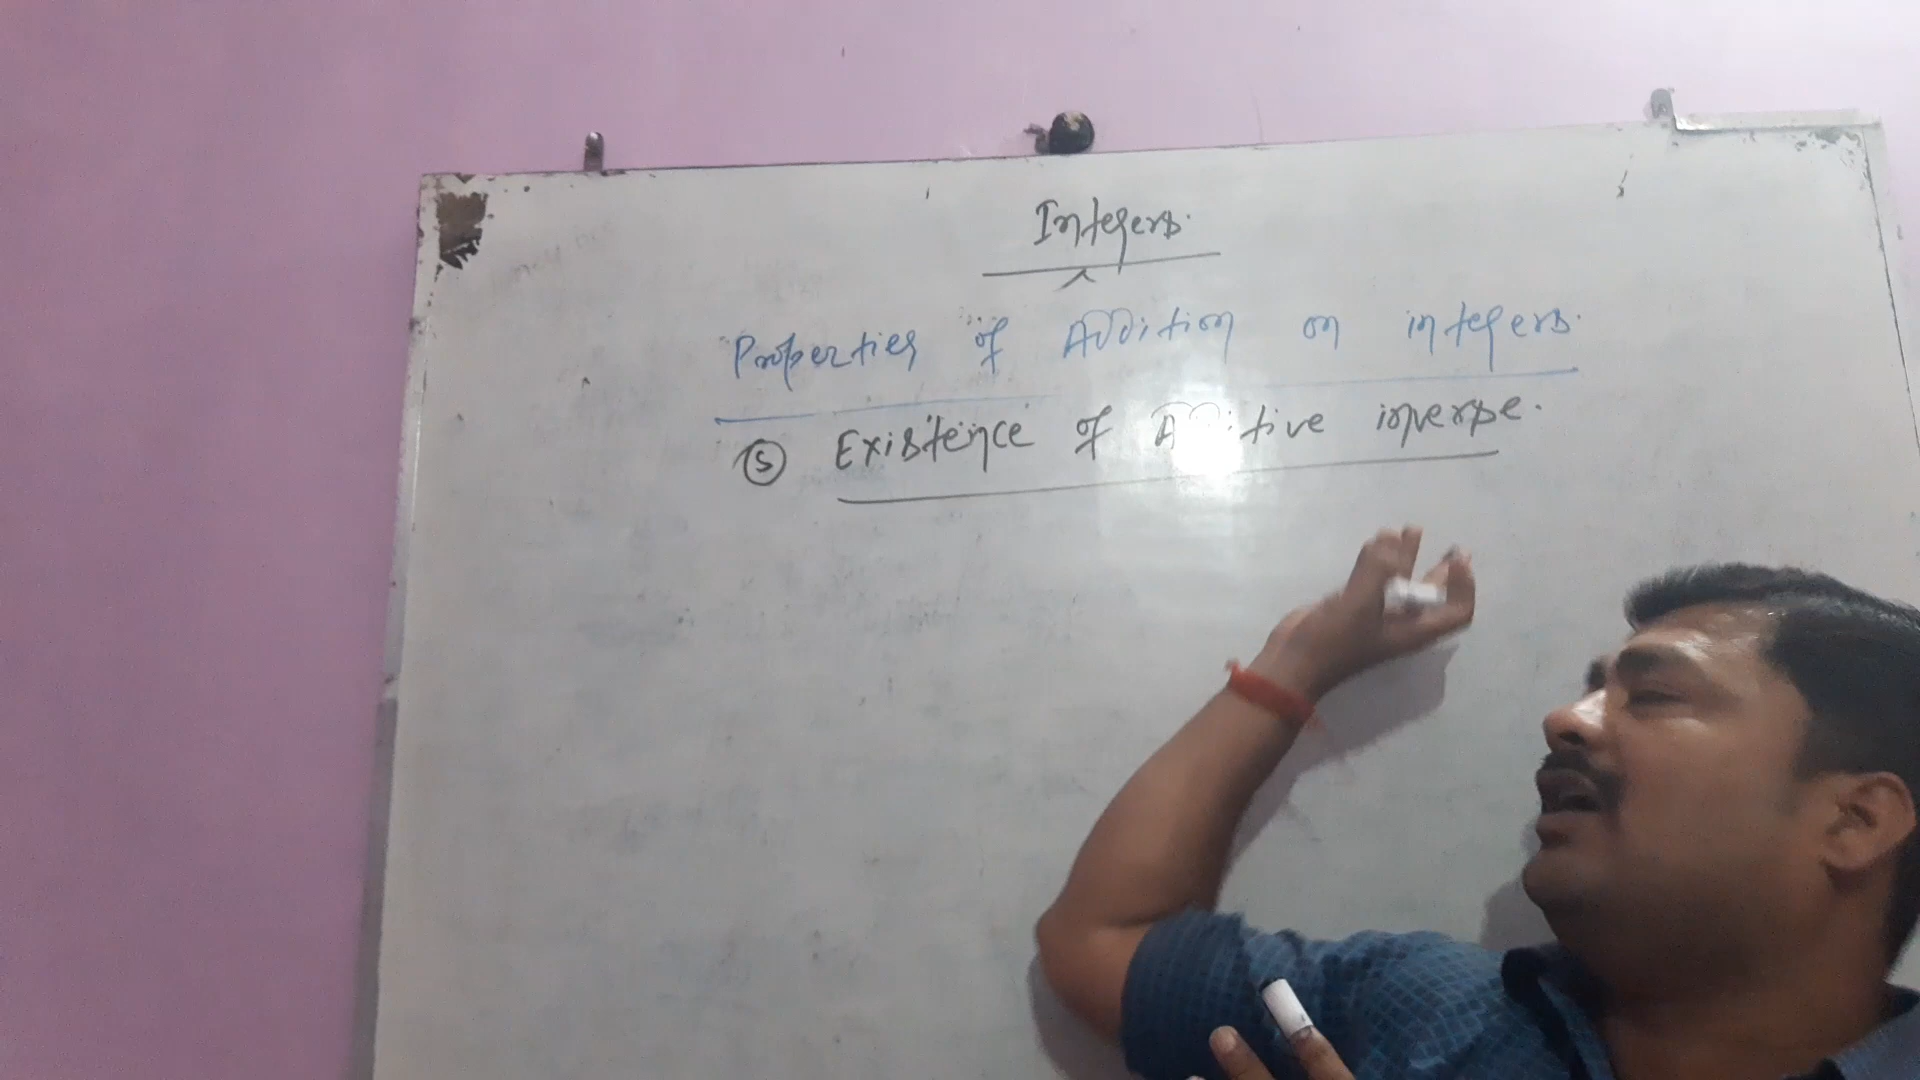 Integers.
Properties of Addition on integers.
⑤ Existence of Additive inverse.